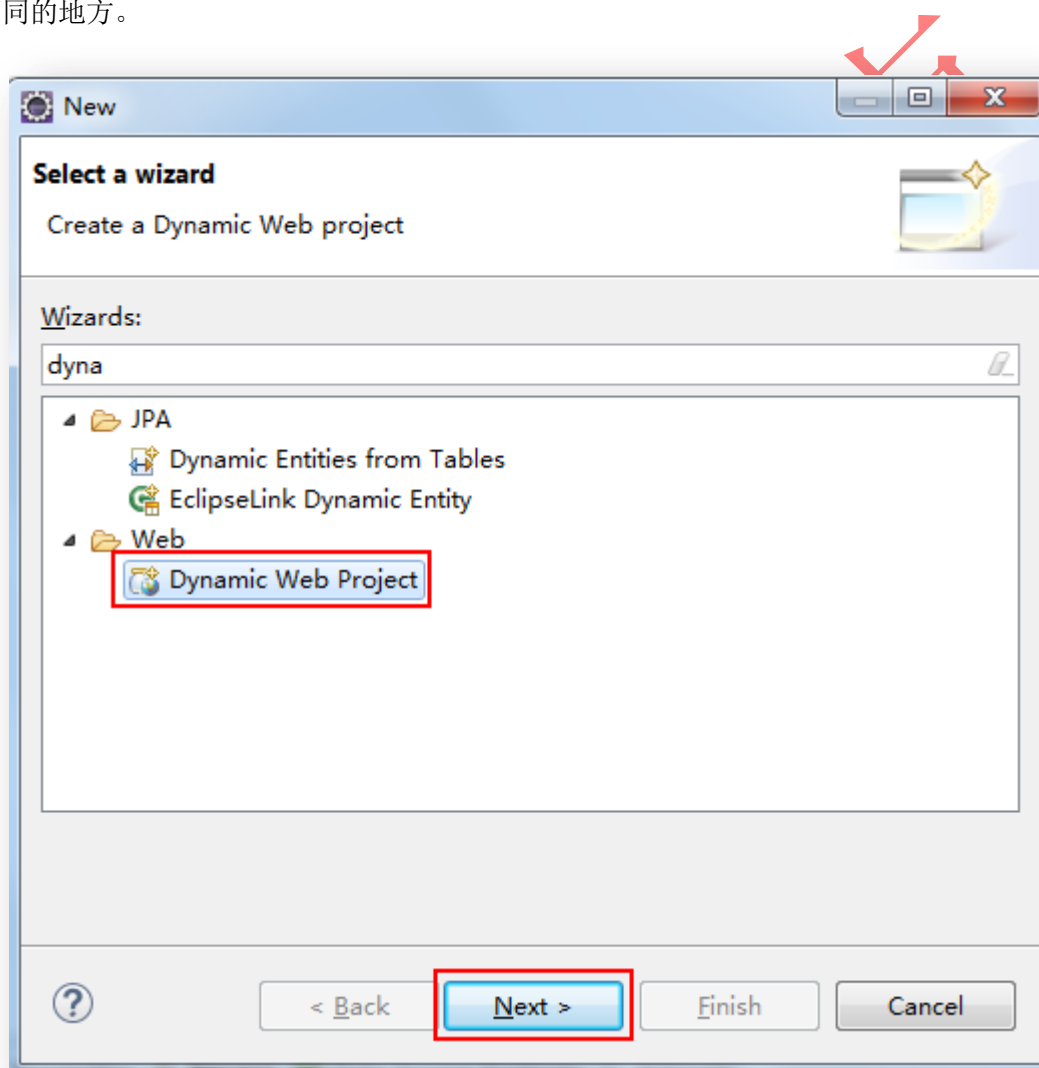 同的地方。
New
Select a wizard
Create a Dynamic Web project
Wizards:
dyna
JPA
Dynamic Entities from Tables
EclipseLink Dynamic Entity
Web
Dynamic Web Project
< Back Next > Finish Cancel